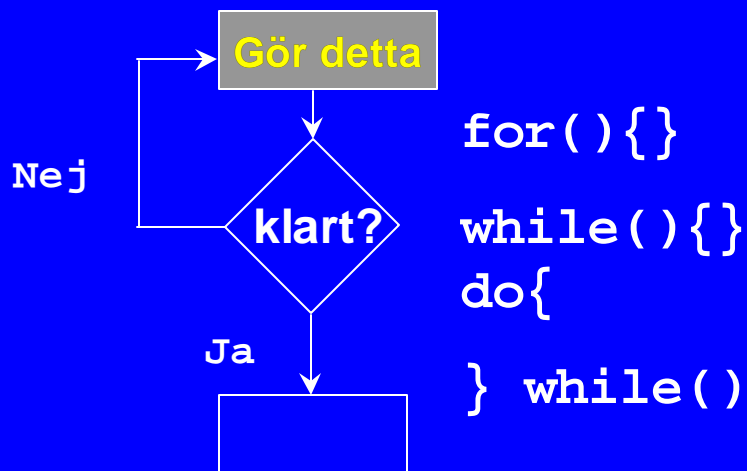 Gör detta
Nej
klart?
Ja
for(){}
while(){}
do{
} while()